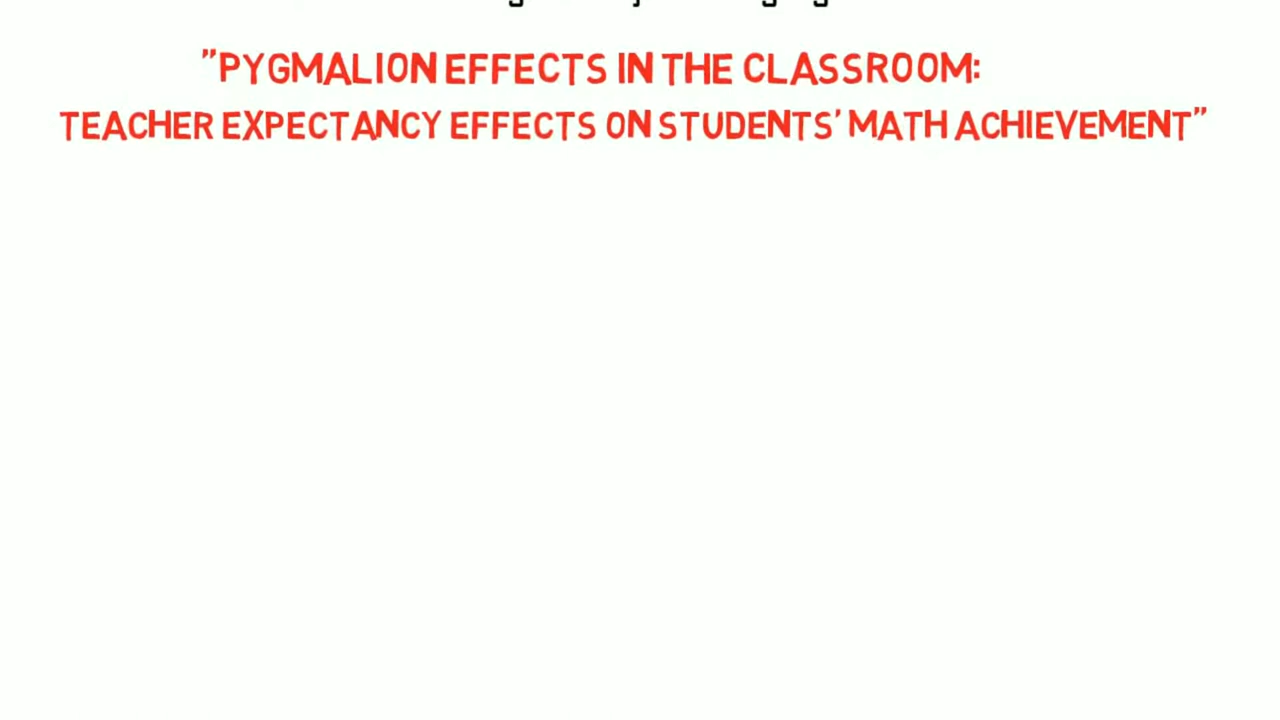 "PYGMALION EFFECTS IN THE CLASSROOM:
TEACHER EXPECTANCY EFFECTS ON STUDENTS' MATH ACHIEVEMENT"